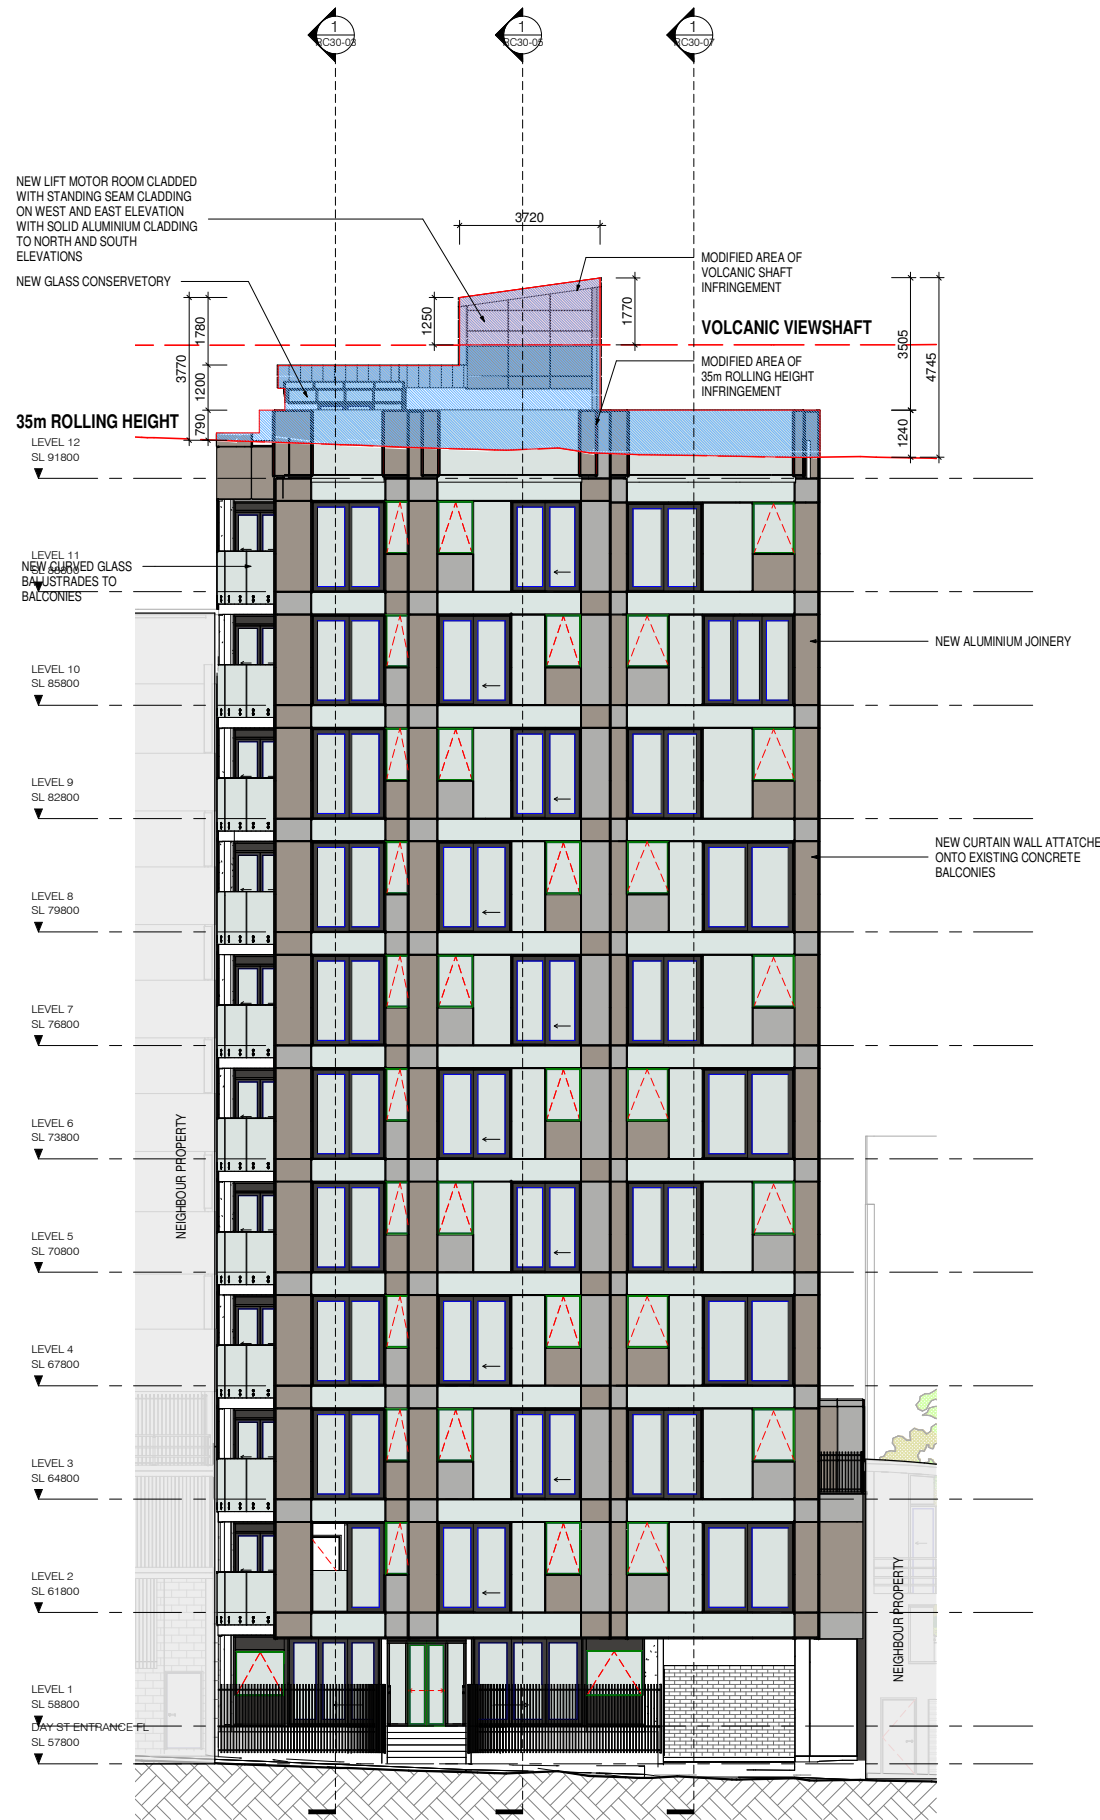 1
RC30-03
1
RC30-05
1
RC30-07
NEW LIFT MOTOR ROOM CLADDED
WITH STANDING SEAM CLADDING
ON WEST AND EAST ELEVATION
WITH SOLID ALUMINIUM CLADDING
TO NORTH AND SOUTH
ELEVATIONS
NEW GLASS CONSERVETORY
3720
MODIFIED AREA OF
VOLCANIC SHAFT
INFRINGEMENT
VOLCANIC VIEWSHAFT
MODIFIED AREA OF
35m ROLLING HEIGHT
INFRINGEMENT
3770
1780
1200
790
1250
1770
3505
4745
1240
35m ROLLING HEIGHT
LEVEL 12
SL 91800
LEVEL 11
SL 88800
NEW CURVED GLASS
BALUSTRADES TO
BALCONIES
NEW ALUMINIUM JOINERY
LEVEL 10
SL 85800
LEVEL 9
SL 82800
NEW CURTAIN WALL ATTATCHE
ONTO EXISTING CONCRETE
BALCONIES
LEVEL 8
SL 79800
LEVEL 7
SL 76800
LEVEL 6
SL 73800
NEIGHBOUR PROPERTY
LEVEL 5
SL 70800
LEVEL 4
SL 67800
LEVEL 3
SL 64800
LEVEL 2
SL 61800
NEIGHBOUR PROPERTY
LEVEL 1
SL 58800
DAY ST ENTRANCE FL
SL 57800